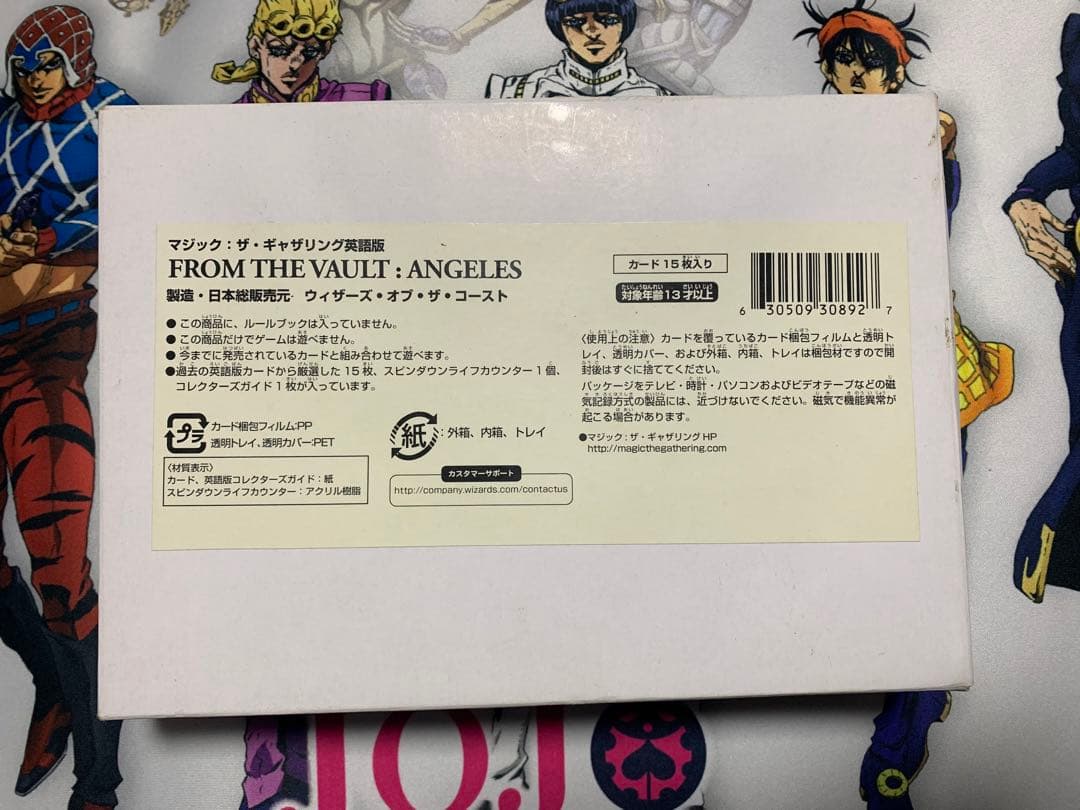 マジック：ザ・ギャザリング英語版
FROM THE VAULT : ANGELES
製造・日本総販売元 ウィザーズ・オブ・ザ・コースト
カード 15 枚入り
対象年齢13 才以上
6 30509 30892 7
● この商品に、ルールブックは入っていません。
● この商品だけでゲームは遊べません。
● 今までに発売されているカードと組み合わせて遊べます。
●過去の英語版カードから厳選した 15 枚、スピンダウンライフカウンター 1 個、
コレクターズガイド 1 枚が入っています。
プラ
カード梱包フィルム:PP
透明トレイ、透明カバー:PET
紙
：外箱、内箱、トレイ
〈材質表示〉
カード、英語版コレクターズガイド：紙
スピンダウンライフカウンター：アクリル樹脂
カスタマーサポート
http://company.wizards.com/contactus
〈使用上の注意〉カードを覆っているカード梱包フィルムと透明ト
レイ、透明カバー、および外箱、内箱、トレイは梱包材ですので開
封後はすぐに捨ててください。
パッケージをテレビ・時計・パソコンおよびビデオテープなどの磁
気記録方式の製品には、近づけないでください。磁気で機能異常が
起こる場合があります。
●マジック：ザ・ギャザリング HP
http://magicthegathering.com